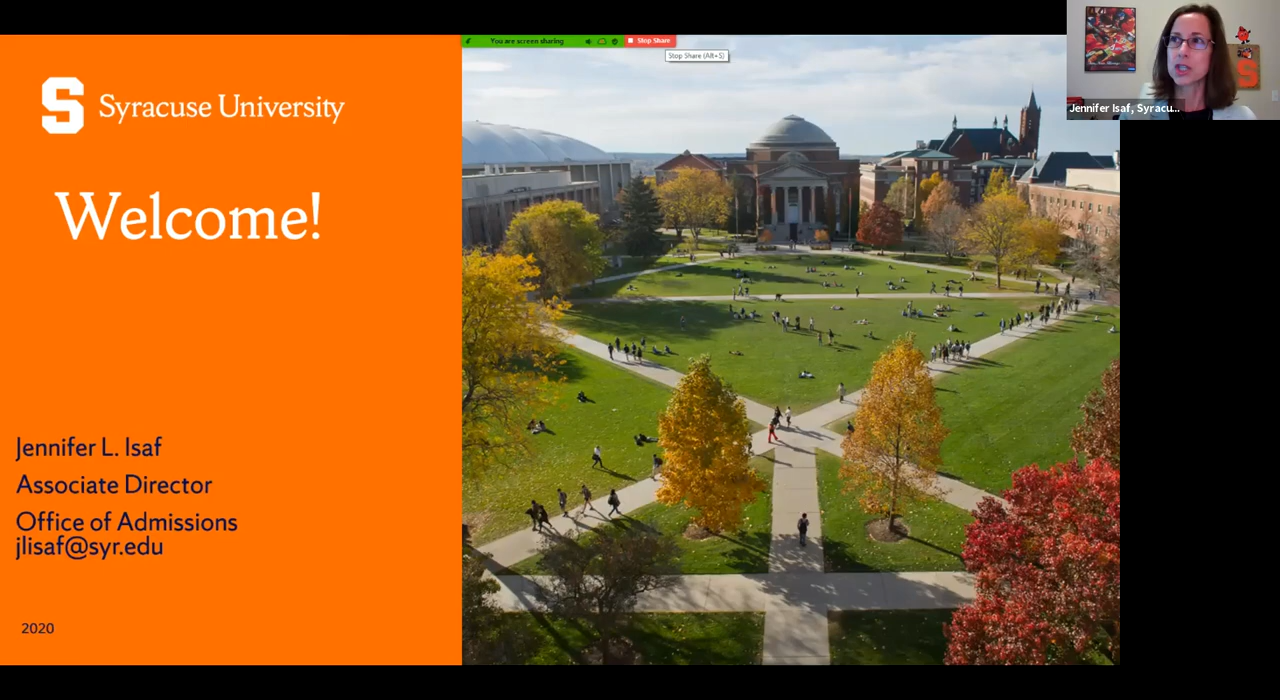 You are screen sharing
Stop Share
Stop Share (Alt+S)
S
Syracuse University
Welcome!
Jennifer L. Isaf
Associate Director
Office of Admissions
jlisaf@syr.edu
2020
Jennifer Isaf, Syracu...
S